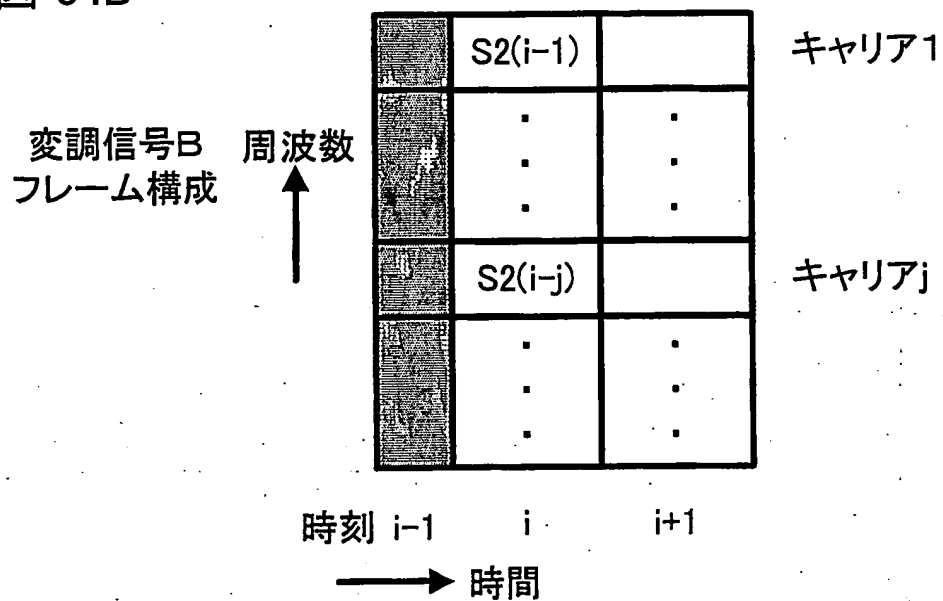 S2(i-1)
キャリア1
変調信号B
フレーム構成
周波数
S2(i-j)
キャリアj
時刻 i-1 i i+1
時間